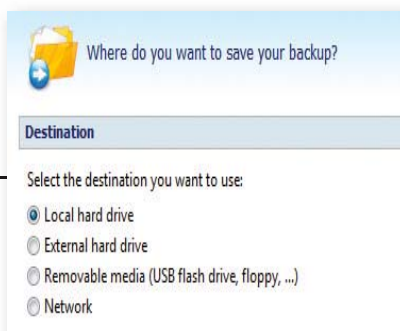 Where do you want to save your backup?
Destination
Select the destination you want to use:
Local hard drive
External hard drive
Removable media (USB flash drive, floppy, ...)
Network